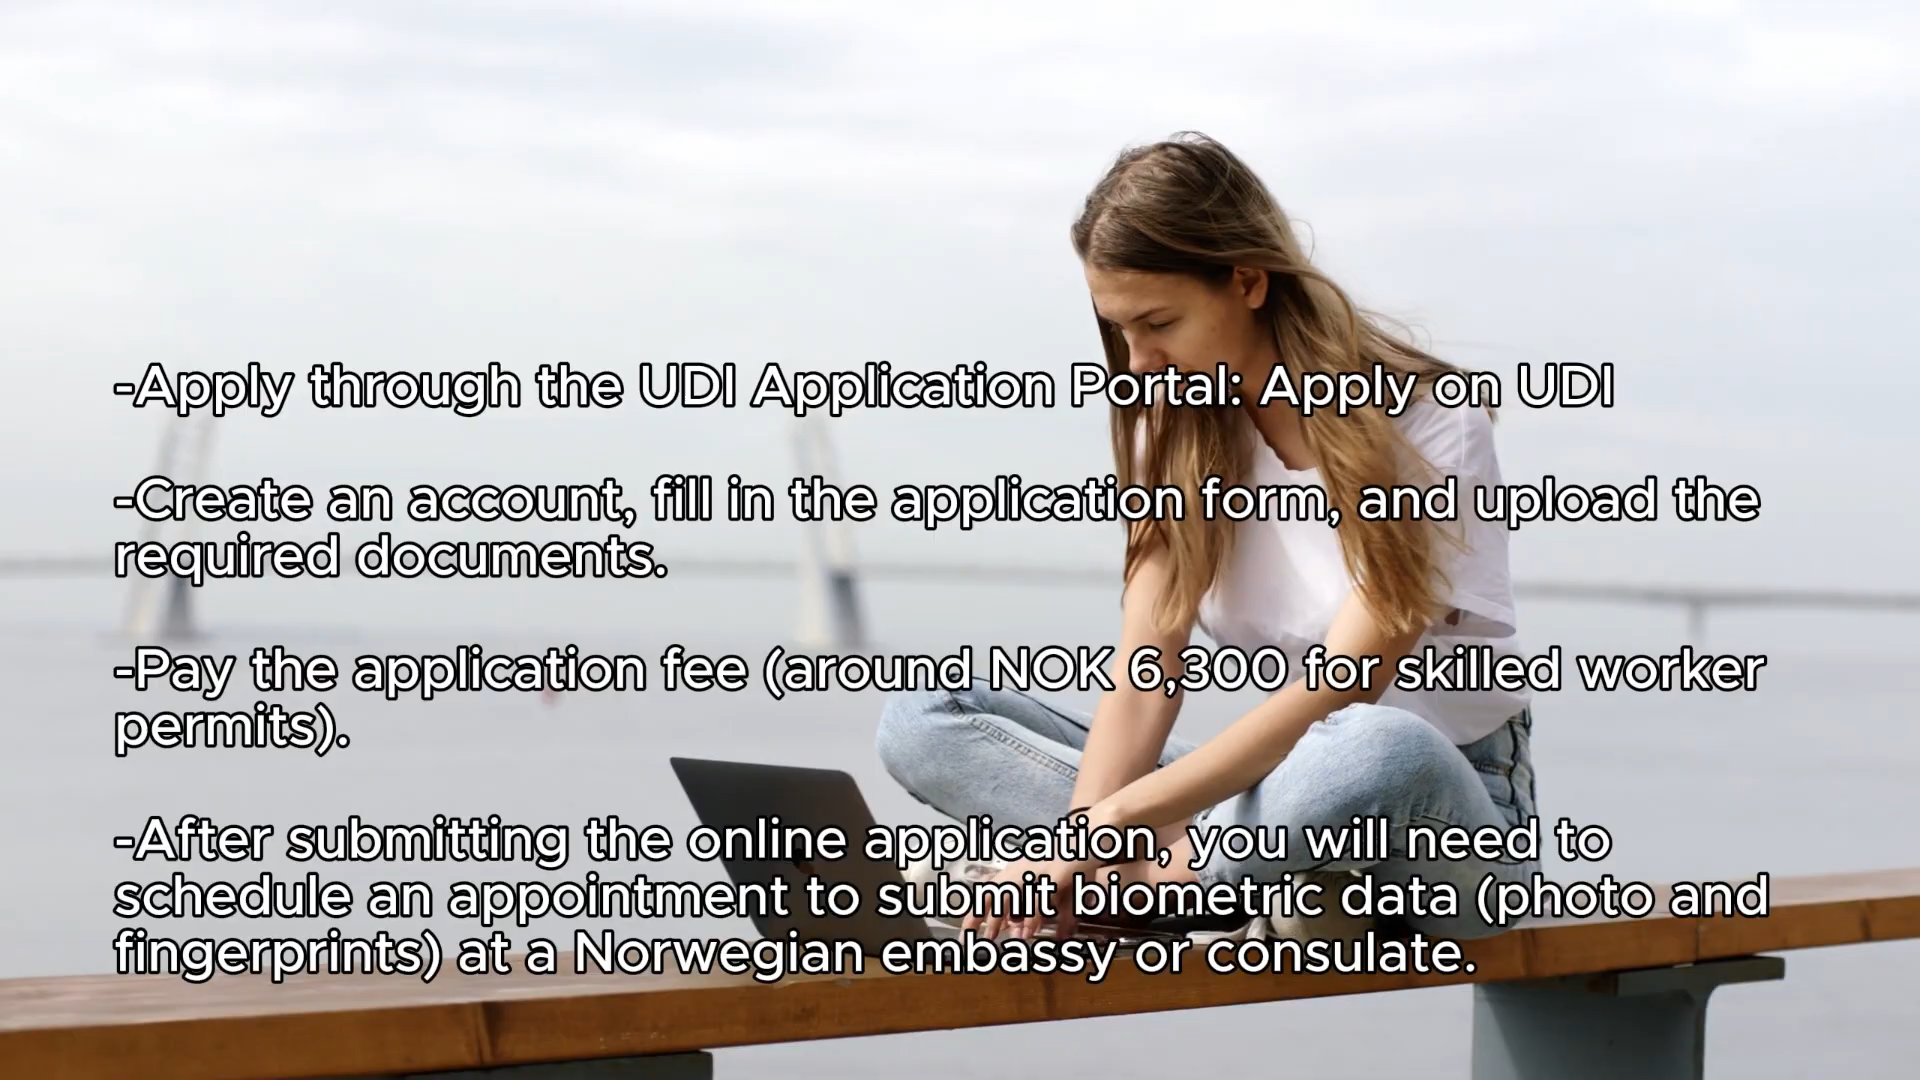 -Apply through the UDI Application Portal: Apply on UDI
-Create an account, fill in the application form, and upload the
required documents.
-Pay the application fee (around NOK 6,300 for skilled worker
permits).
-After submitting the online application, you will need to
schedule an appointment to submit biometric data (photo and
fingerprints) at a Norwegian embassy or consulate.